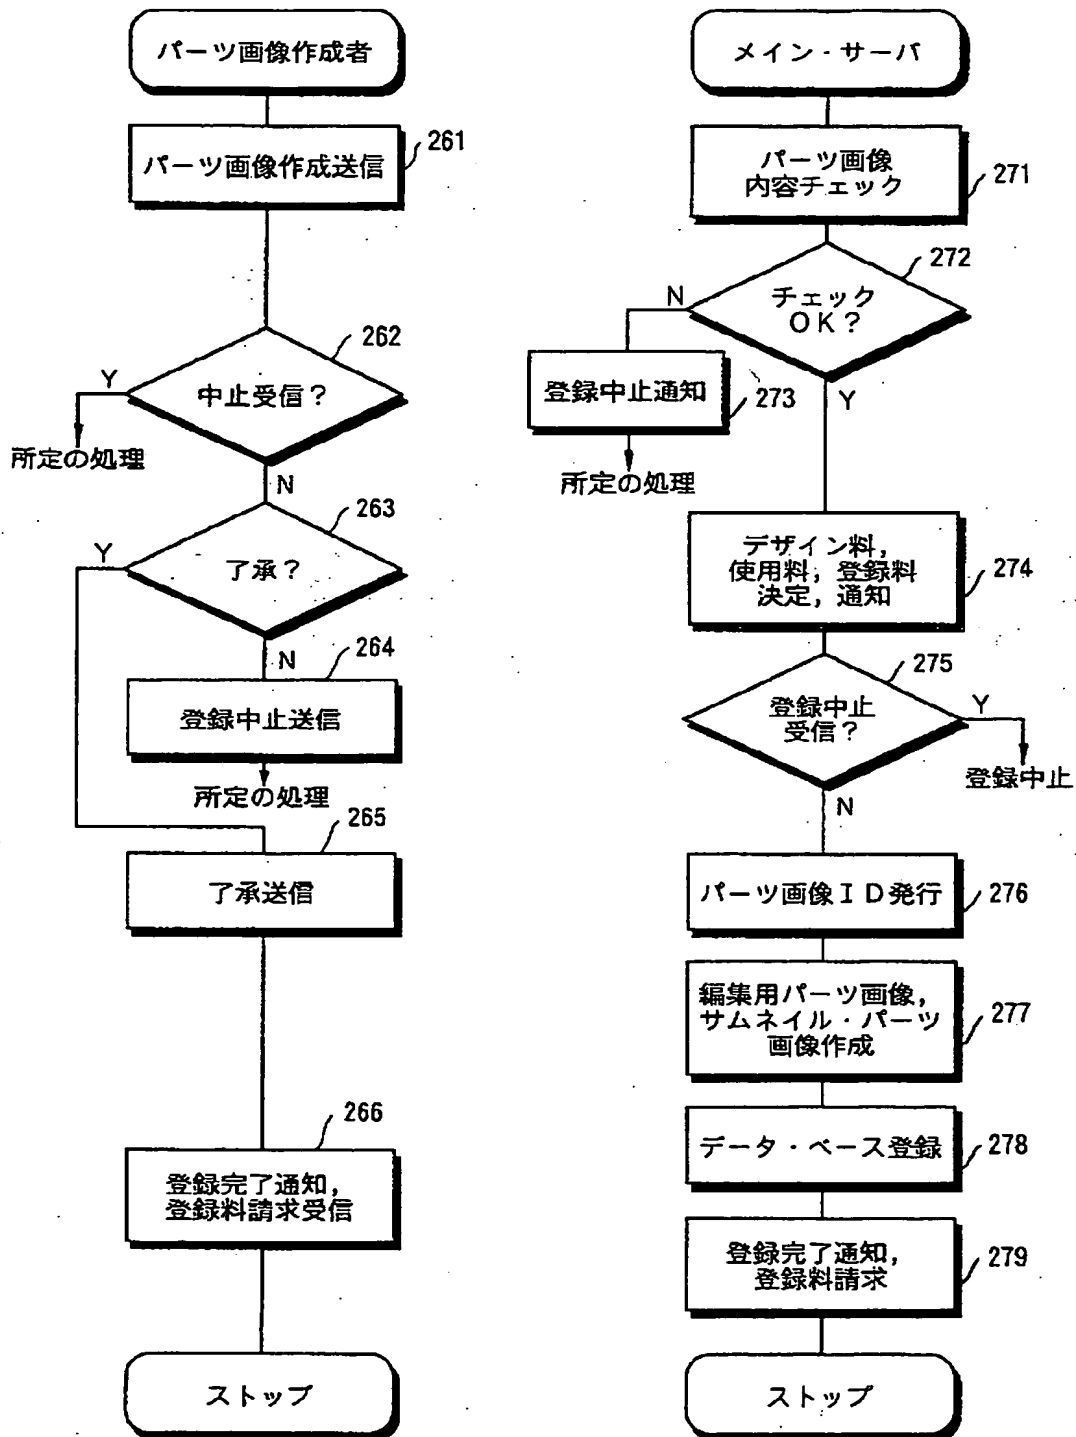 パーツ画像作成者
パーツ画像作成送信
261
中止受信?
262
Y
所定の処理
N
了承?
263
Y
N
264
登録中止送信
所定の処理
265
了承送信
266
登録完了通知,
登録料請求受信
ストップ
メイン・サーバ
パーツ画像
内容チェック
271
272
チェック
OK?
N
登録中止通知
273
所定の処理
Y
デザイン料,
使用料, 登録料
決定, 通知
274
275
登録中止
受信?
Y
登録中止
N
パーツ画像ID発行
276
編集用パーツ画像,
サムネイル・パーツ
画像作成
277
データ・ベース登録
278
登録完了通知,
登録料請求
279
ストップ